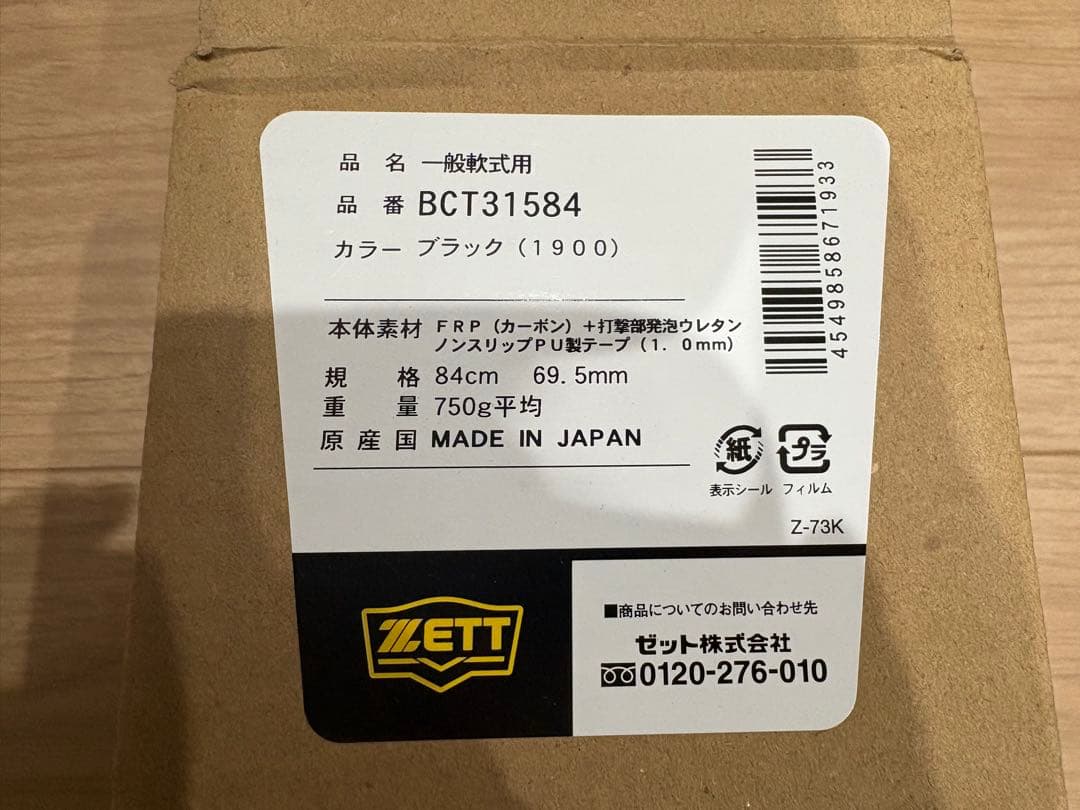 品 名 一般軟式用
品 番 BCT31584
カラー ブラック（1900）
本体素材 FRP（カーボン）＋打撃部発泡ウレタン
ノンスリップPU製テープ（1．0mm）
規 格 84cm 69.5mm
重 量 750g平均
原産国 MADE IN JAPAN
4549858671933
紙 プラ
表示シール フィルム
Z-73K
ZETT
■商品についてのお問い合わせ先
ゼット株式会社
0120-276-010